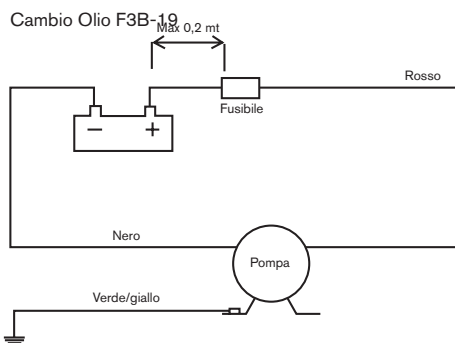 Cambio Olio F3B-19
Max 0,2 mt
Rosso
Fusibile
− +
Nero
Pompa
Verde/giallo